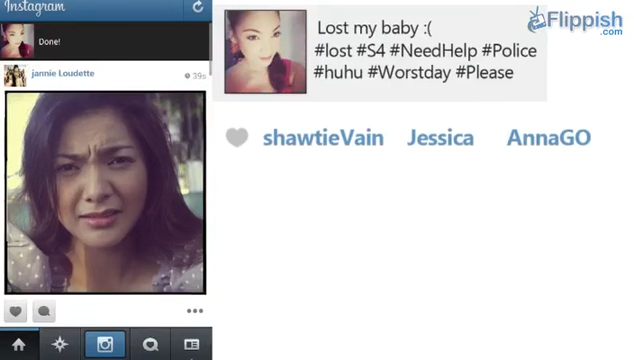 Instagram
Done!
jannie Loudette
39s
Lost my baby :(
#lost #S4 #NeedHelp #Police
#huhu #Worstday #Please
shawtieVain Jessica AnnaGO
Flippish
.com